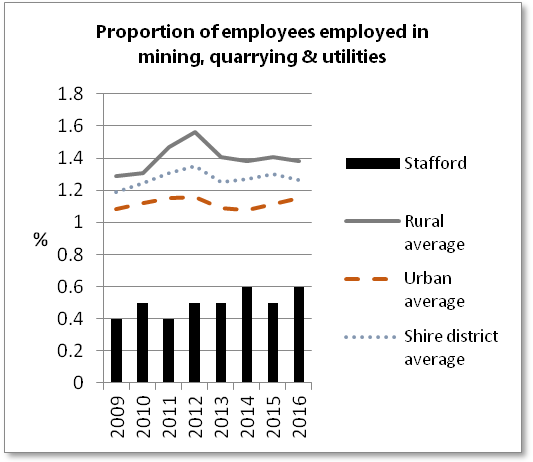 Proportion of employees employed in
mining, quarrying & utilities
1.8
1.6
1.4
1.2
1
0.8
0.6
0.4
0.2
0
%
2009
2010
2011
2012
2013
2014
2015
2016
Stafford
Rural
average
Urban
average
Shire district
average